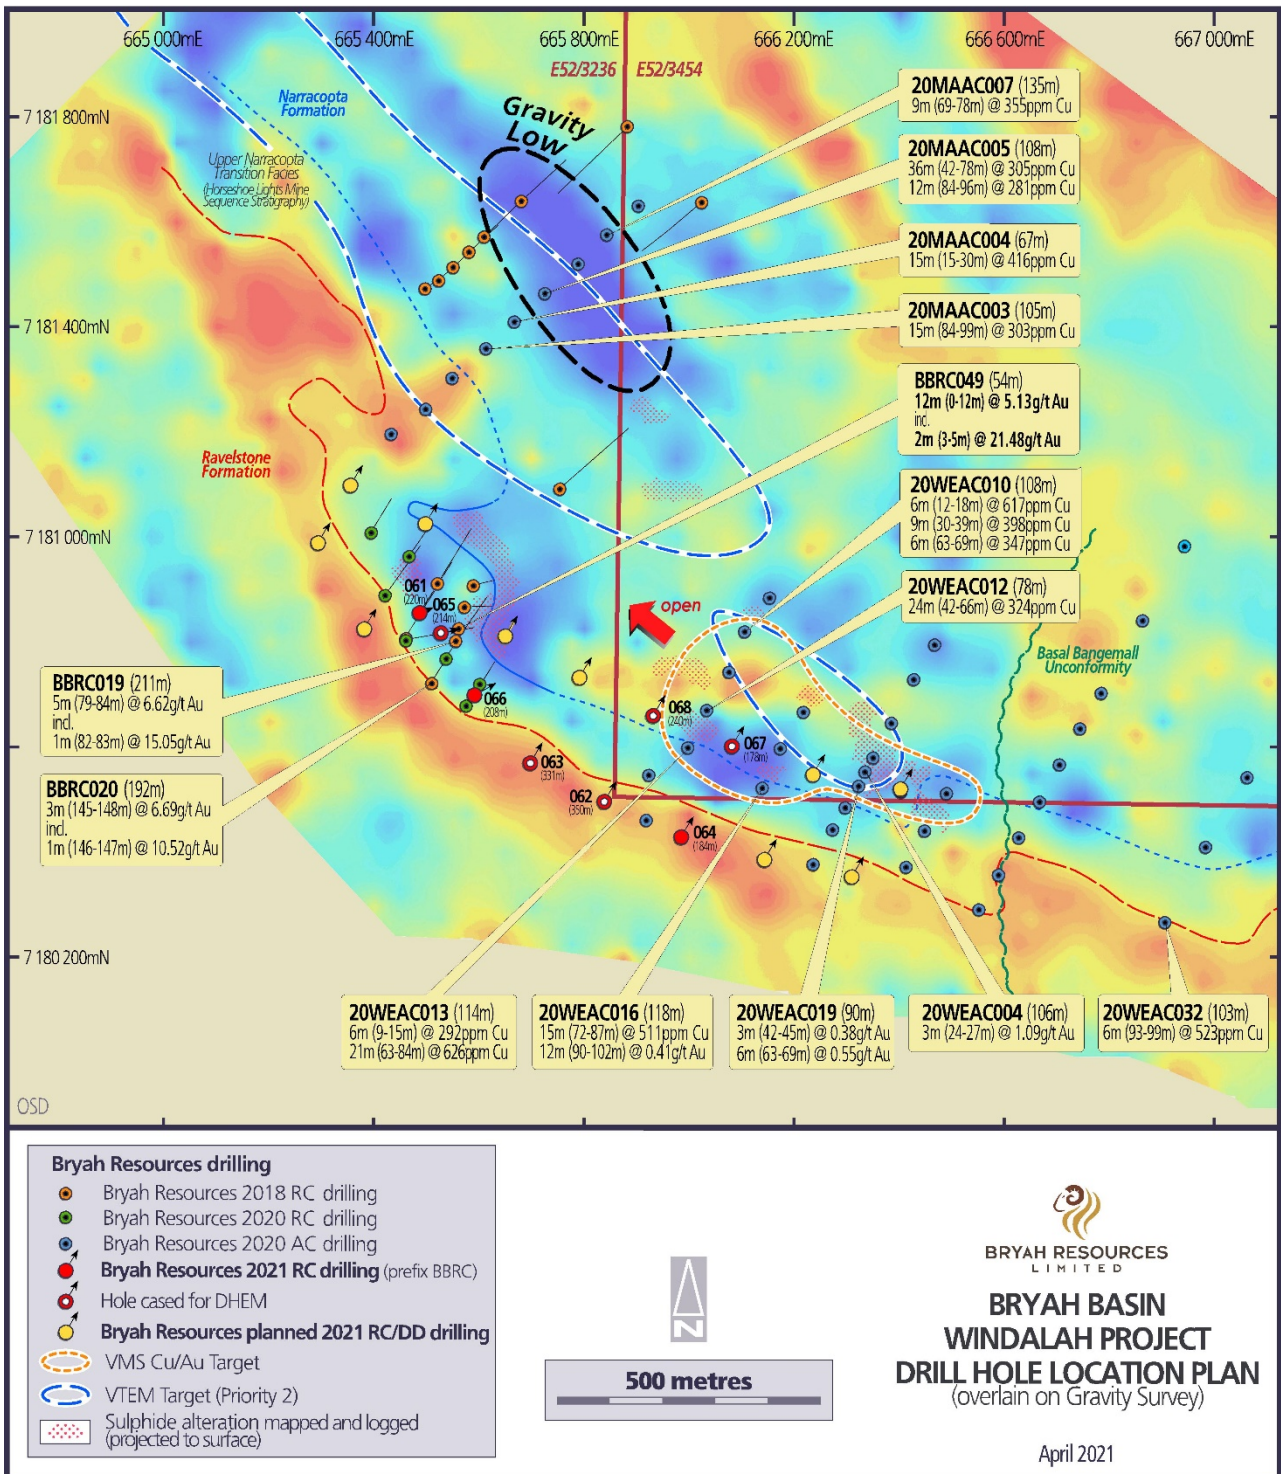 665 000mE
665 400mE
665 800mE
666 200mE
666 600mE
667 000mE
E52/3236
E52/3454
Narracoota
Formation
Gravity
Low
7 181 800mN
Upper Narracoota
Transition Facies
(Horseshoe Lights Mine
Sequence Stratigraphy)
20MAAC007 (135m)
9m (69-78m) @ 355ppm Cu
20MAAC005 (108m)
36m (42-78m) @ 305ppm Cu
12m (84-96m) @ 281ppm Cu
20MAAC004 (67m)
15m (15-30m) @ 416ppm Cu
20MAAC003 (105m)
15m (84-99m) @ 303ppm Cu
7 181 400mN
BBRC049 (54m)
12m (0-12m) @ 5.13g/t Au
incl.
2m (3-5m) @ 21.48g/t Au
Ravelstone
Formation
20WEAC010 (108m)
6m (12-18m) @ 617ppm Cu
9m (30-39m) @ 398ppm Cu
6m (63-69m) @ 347ppm Cu
7 181 000mN
20WEAC012 (78m)
24m (42-66m) @ 324ppm Cu
061
(220m)
065
(214m)
open
Basal Bangemall
Unconformity
BBRC019 (211m)
5m (79-84m) @ 6.62g/t Au
incl.
1m (82-83m) @ 15.05g/t Au
066
(208m)
068
(240m)
067
(178m)
063
(331m)
062
(350m)
064
(184m)
BBRC020 (192m)
3m (145-148m) @ 6.69g/t Au
incl.
1m (146-147m) @ 10.52g/t Au
7 180 200mN
20WEAC013 (114m)
6m (9-15m) @ 292ppm Cu
21m (63-84m) @ 626ppm Cu
20WEAC016 (118m)
15m (72-87m) @ 511ppm Cu
12m (90-102m) @ 0.41g/t Au
20WEAC019 (90m)
3m (42-45m) @ 0.38g/t Au
6m (63-69m) @ 0.55g/t Au
20WEAC004 (106m)
3m (24-27m) @ 1.09g/t Au
20WEAC032 (103m)
6m (93-99m) @ 523ppm Cu
OSD
Bryah Resources drilling
Bryah Resources 2018 RC drilling
Bryah Resources 2020 RC drilling
Bryah Resources 2020 AC drilling
Bryah Resources 2021 RC drilling (prefix BBRC)
Hole cased for DHEM
Bryah Resources planned 2021 RC/DD drilling
VMS Cu/Au Target
VTEM Target (Priority 2)
Sulphide alteration mapped and logged
(projected to surface)
N
500 metres
BRYAH RESOURCES
LIMITED
BRYAH BASIN
WINDALAH PROJECT
DRILL HOLE LOCATION PLAN
(overlain on Gravity Survey)
April 2021